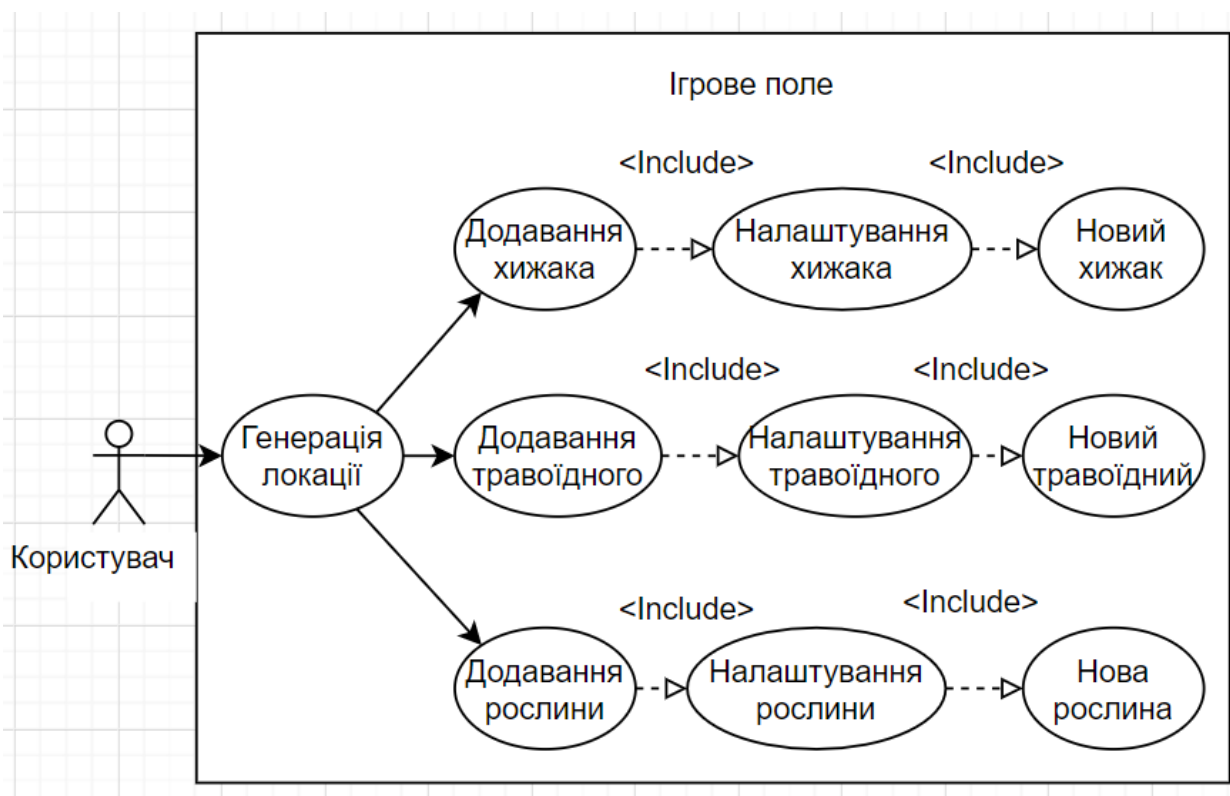 Ігрове поле
<Include>
<Include>
Додавання
хижака
Налаштування
хижака
Новий
хижак
<Include>
<Include>
Генерація
локації
Додавання
травоїдного
Налаштування
травоїдного
Новий
травоїдний
Користувач
<Include>
<Include>
Додавання
рослини
Налаштування
рослини
Нова
рослина